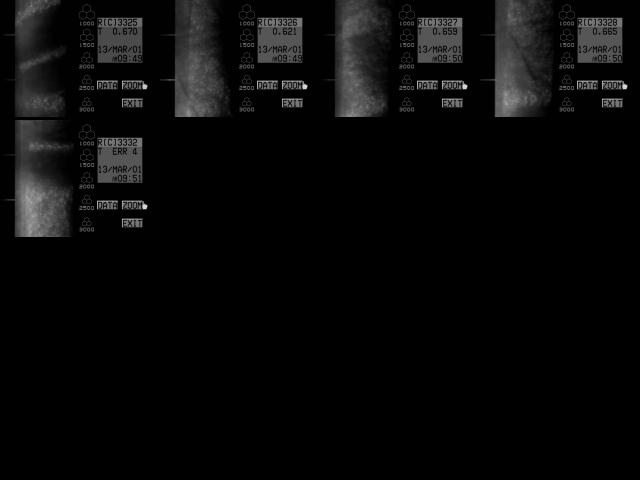 1000
R[C]3325
T 0.670
1500
13/MAR/01
09:49
2000
2500
DATA ZOOM
3000
EXIT
1000
R[C]3326
T 0.621
1500
13/MAR/01
09:49
2000
2500
DATA ZOOM
3000
EXIT
1000
R[C]3327
T 0.659
1500
13/MAR/01
09:50
2000
2500
DATA ZOOM
3000
EXIT
1000
R[C]3328
T 0.665
1500
13/MAR/01
09:50
2000
2500
DATA ZOOM
3000
EXIT
1000
R[C]3332
T ERR 4
1500
13/MAR/01
09:51
2000
2500
DATA ZOOM
3000
EXIT